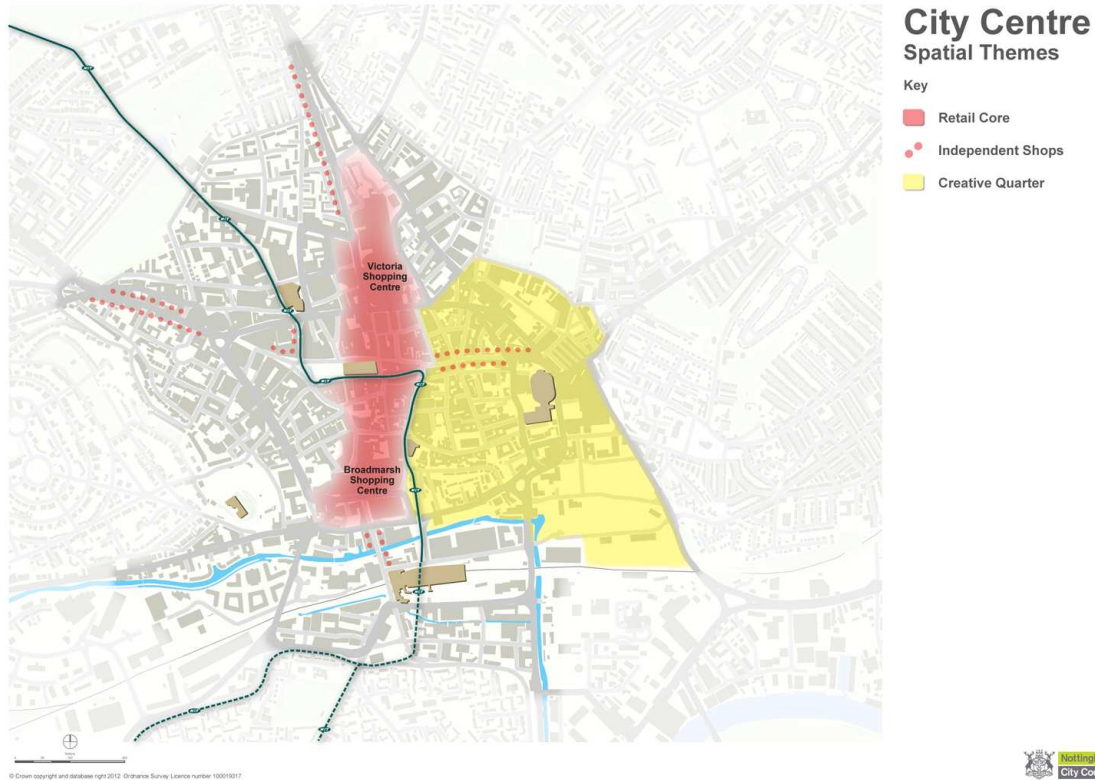 City Centre
Spatial Themes
Key
Retail Core
Independent Shops
Creative Quarter
Victoria
Shopping
Centre
Broadmarsh
Shopping
Centre
© Crown copyright and database right 2012. Ordnance Survey Licence number 100019317.